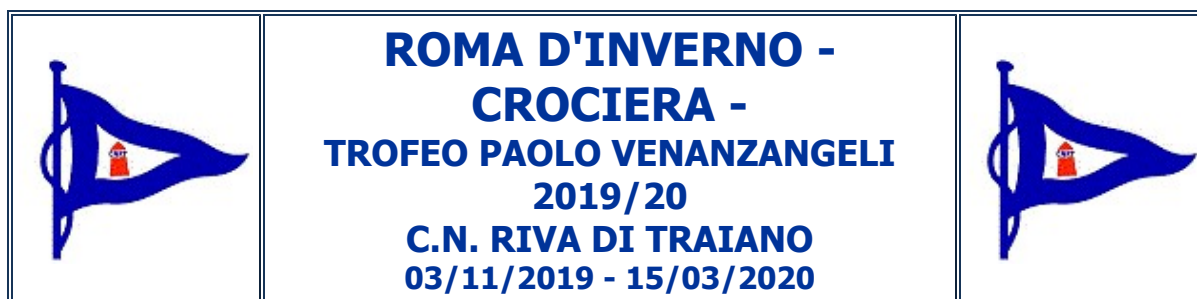 ROMA D'INVERNO -
CROCIERA -
TROFEO PAOLO VENANZANGELI
2019/20
C.N. RIVA DI TRAIANO
03/11/2019 - 15/03/2020